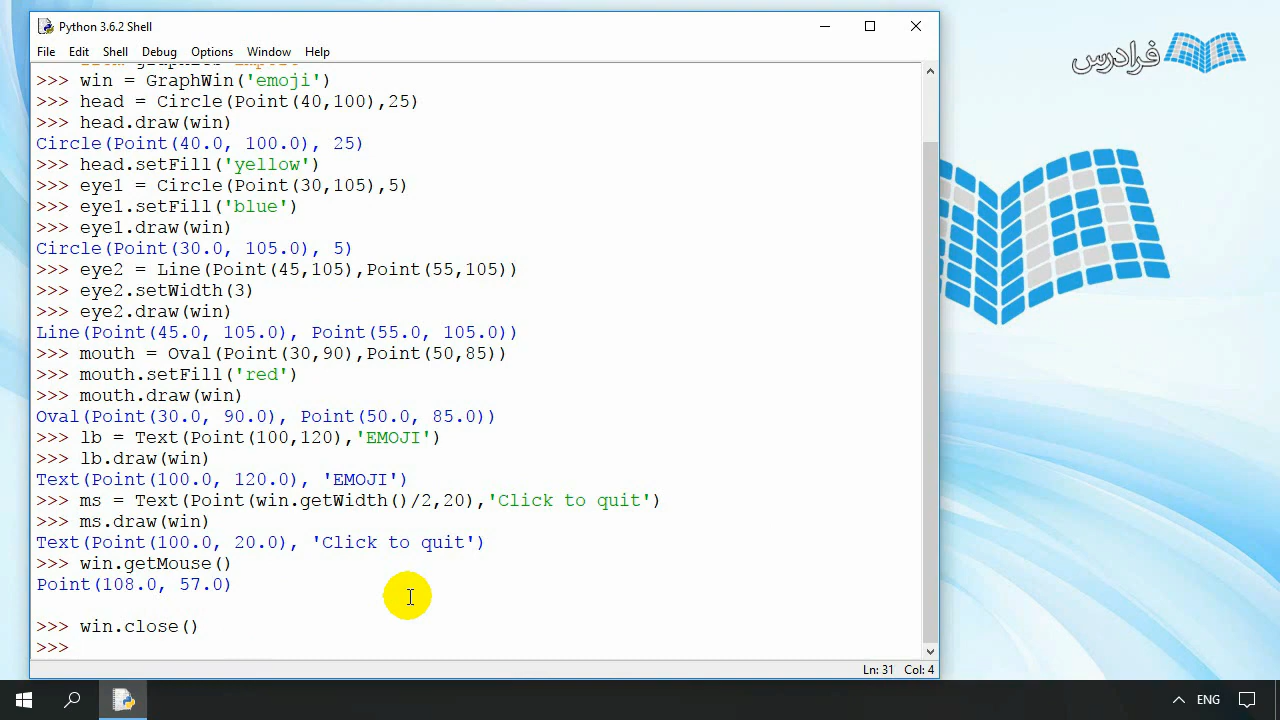 Python 3.6.2 Shell
File Edit Shell Debug Options Window Help
>>> win = GraphWin('emoji')
>>> head = Circle(Point(40,100),25)
>>> head.draw(win)
Circle(Point(40.0, 100.0), 25)
>>> head.setFill('yellow')
>>> eye1 = Circle(Point(30,105),5)
>>> eye1.setFill('blue')
>>> eye1.draw(win)
Circle(Point(30.0, 105.0), 5)
>>> eye2 = Line(Point(45,105),Point(55,105))
>>> eye2.setWidth(3)
>>> eye2.draw(win)
Line(Point(45.0, 105.0), Point(55.0, 105.0))
>>> mouth = Oval(Point(30,90),Point(50,85))
>>> mouth.setFill('red')
>>> mouth.draw(win)
Oval(Point(30.0, 90.0), Point(50.0, 85.0))
>>> lb = Text(Point(100,120),'EMOJI')
>>> lb.draw(win)
Text(Point(100.0, 120.0), 'EMOJI')
>>> ms = Text(Point(win.getWidth()/2,20),'Click to quit')
>>> ms.draw(win)
Text(Point(100.0, 20.0), 'Click to quit')
>>> win.getMouse()
Point(108.0, 57.0)
>>> win.close()
>>>
Ln: 31 Col: 4
فرادرس
ENG